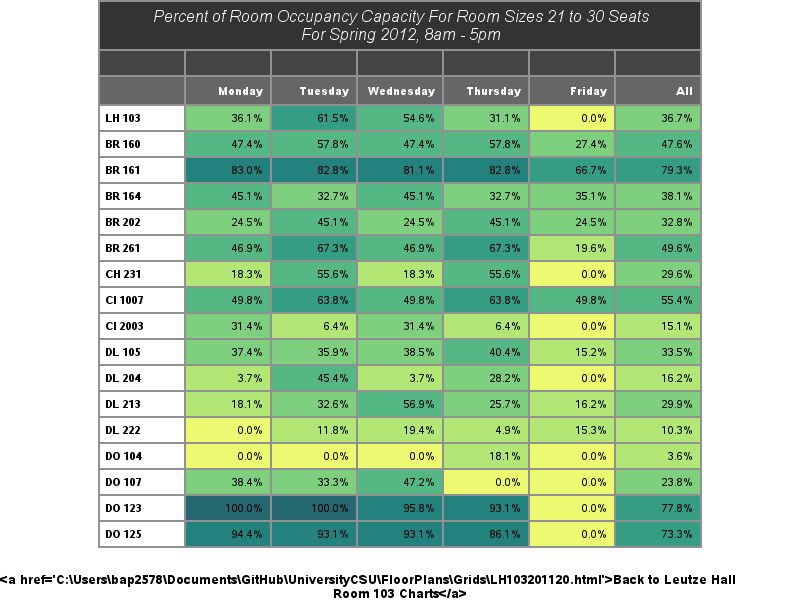 Percent of Room Occupancy Capacity For Room Sizes 21 to 30 Seats
For Spring 2012, 8am - 5pm
Monday Tuesday Wednesday Thursday Friday All
LH 103 36.1% 61.5% 54.6% 31.1% 0.0% 36.7%
BR 160 47.4% 57.8% 47.4% 57.8% 27.4% 47.6%
BR 161 83.0% 82.8% 81.1% 82.8% 66.7% 79.3%
BR 164 45.1% 32.7% 45.1% 32.7% 35.1% 38.1%
BR 202 24.5% 45.1% 24.5% 45.1% 24.5% 32.8%
BR 261 46.9% 67.3% 46.9% 67.3% 19.6% 49.6%
CH 231 18.3% 55.6% 18.3% 55.6% 0.0% 29.6%
CI 1007 49.8% 63.8% 49.8% 63.8% 49.8% 55.4%
CI 2003 31.4% 6.4% 31.4% 6.4% 0.0% 15.1%
DL 105 37.4% 35.9% 38.5% 40.4% 15.2% 33.5%
DL 204 3.7% 45.4% 3.7% 28.2% 0.0% 16.2%
DL 213 18.1% 32.6% 56.9% 25.7% 16.2% 29.9%
DL 222 0.0% 11.8% 19.4% 4.9% 15.3% 10.3%
DO 104 0.0% 0.0% 0.0% 18.1% 0.0% 3.6%
DO 107 38.4% 33.3% 47.2% 0.0% 0.0% 23.8%
DO 123 100.0% 100.0% 95.8% 93.1% 0.0% 77.8%
DO 125 94.4% 93.1% 93.1% 86.1% 0.0% 73.3%
<a href='C:\Users\bap2578\Documents\GitHub\UniversityCSU\FloorPlans\Grids\LH103201120.html'>Back to Leutze Hall
Room 103 Charts</a>